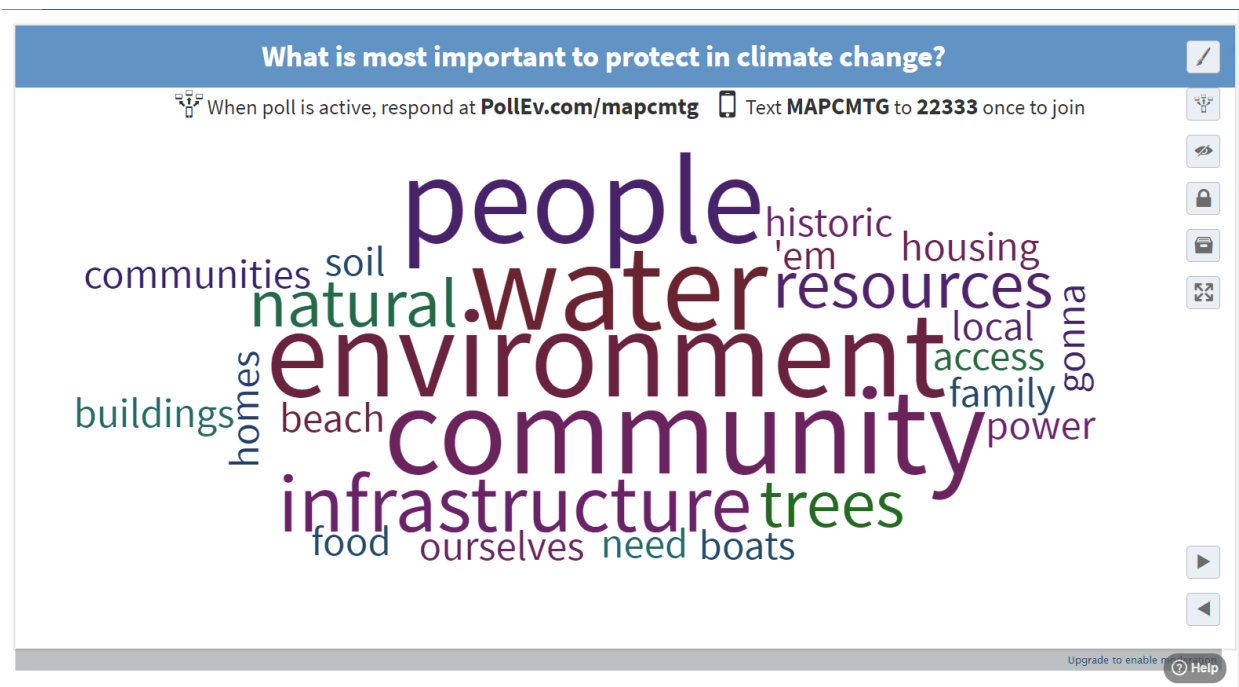 What is most important to protect in climate change?
When poll is active, respond at PollEv.com/mapcmtg Text MAPCMTG to 22333 once to join
people
historic
'em
housing
soil
communities
water
resources
natural
gonna
local
environment
access
homes
family
buildings
beach
community
power
infrastructure
trees
food
ourselves
need
boats
Upgrade to enable moderation
Help